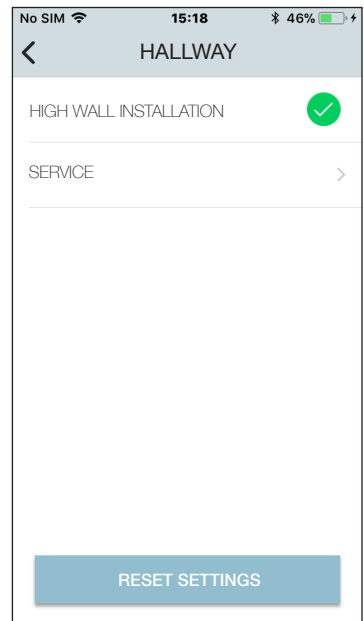 No SIM 15:18 46%
HALLWAY
HIGH WALL INSTALLATION
SERVICE
RESET SETTINGS